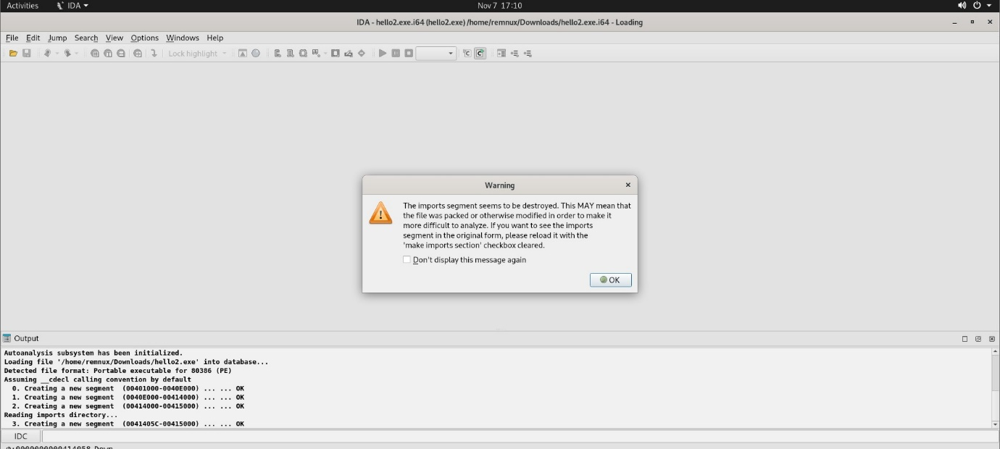 Activities IDA Nov 7 17:10
IDA - hello2.exe.i64 (hello2.exe) /home/remnux/Downloads/hello2.exe.i64 - Loading
File Edit Jump Search View Options Windows Help
Lock highlight
Warning
The imports segment seems to be destroyed. This MAY mean that
the file was packed or otherwise modified in order to make it
more difficult to analyze. If you want to see the imports
segment in the original form, please reload it with the
'make imports section' checkbox cleared.
Don't display this message again
OK
Output
Autoanalysis subsystem has been initialized.
Loading file '/home/remnux/Downloads/hello2.exe' into database...
Detected file format: Portable executable for 80386 (PE)
Assuming __cdecl calling convention by default
0. Creating a new segment (00401000-0040E000) ... ... OK
1. Creating a new segment (0040E000-00414000) ... ... OK
2. Creating a new segment (00414000-00415000) ... ... OK
Reading imports directory...
3. Creating a new segment (0041405C-00415000) ... ... OK
IDC